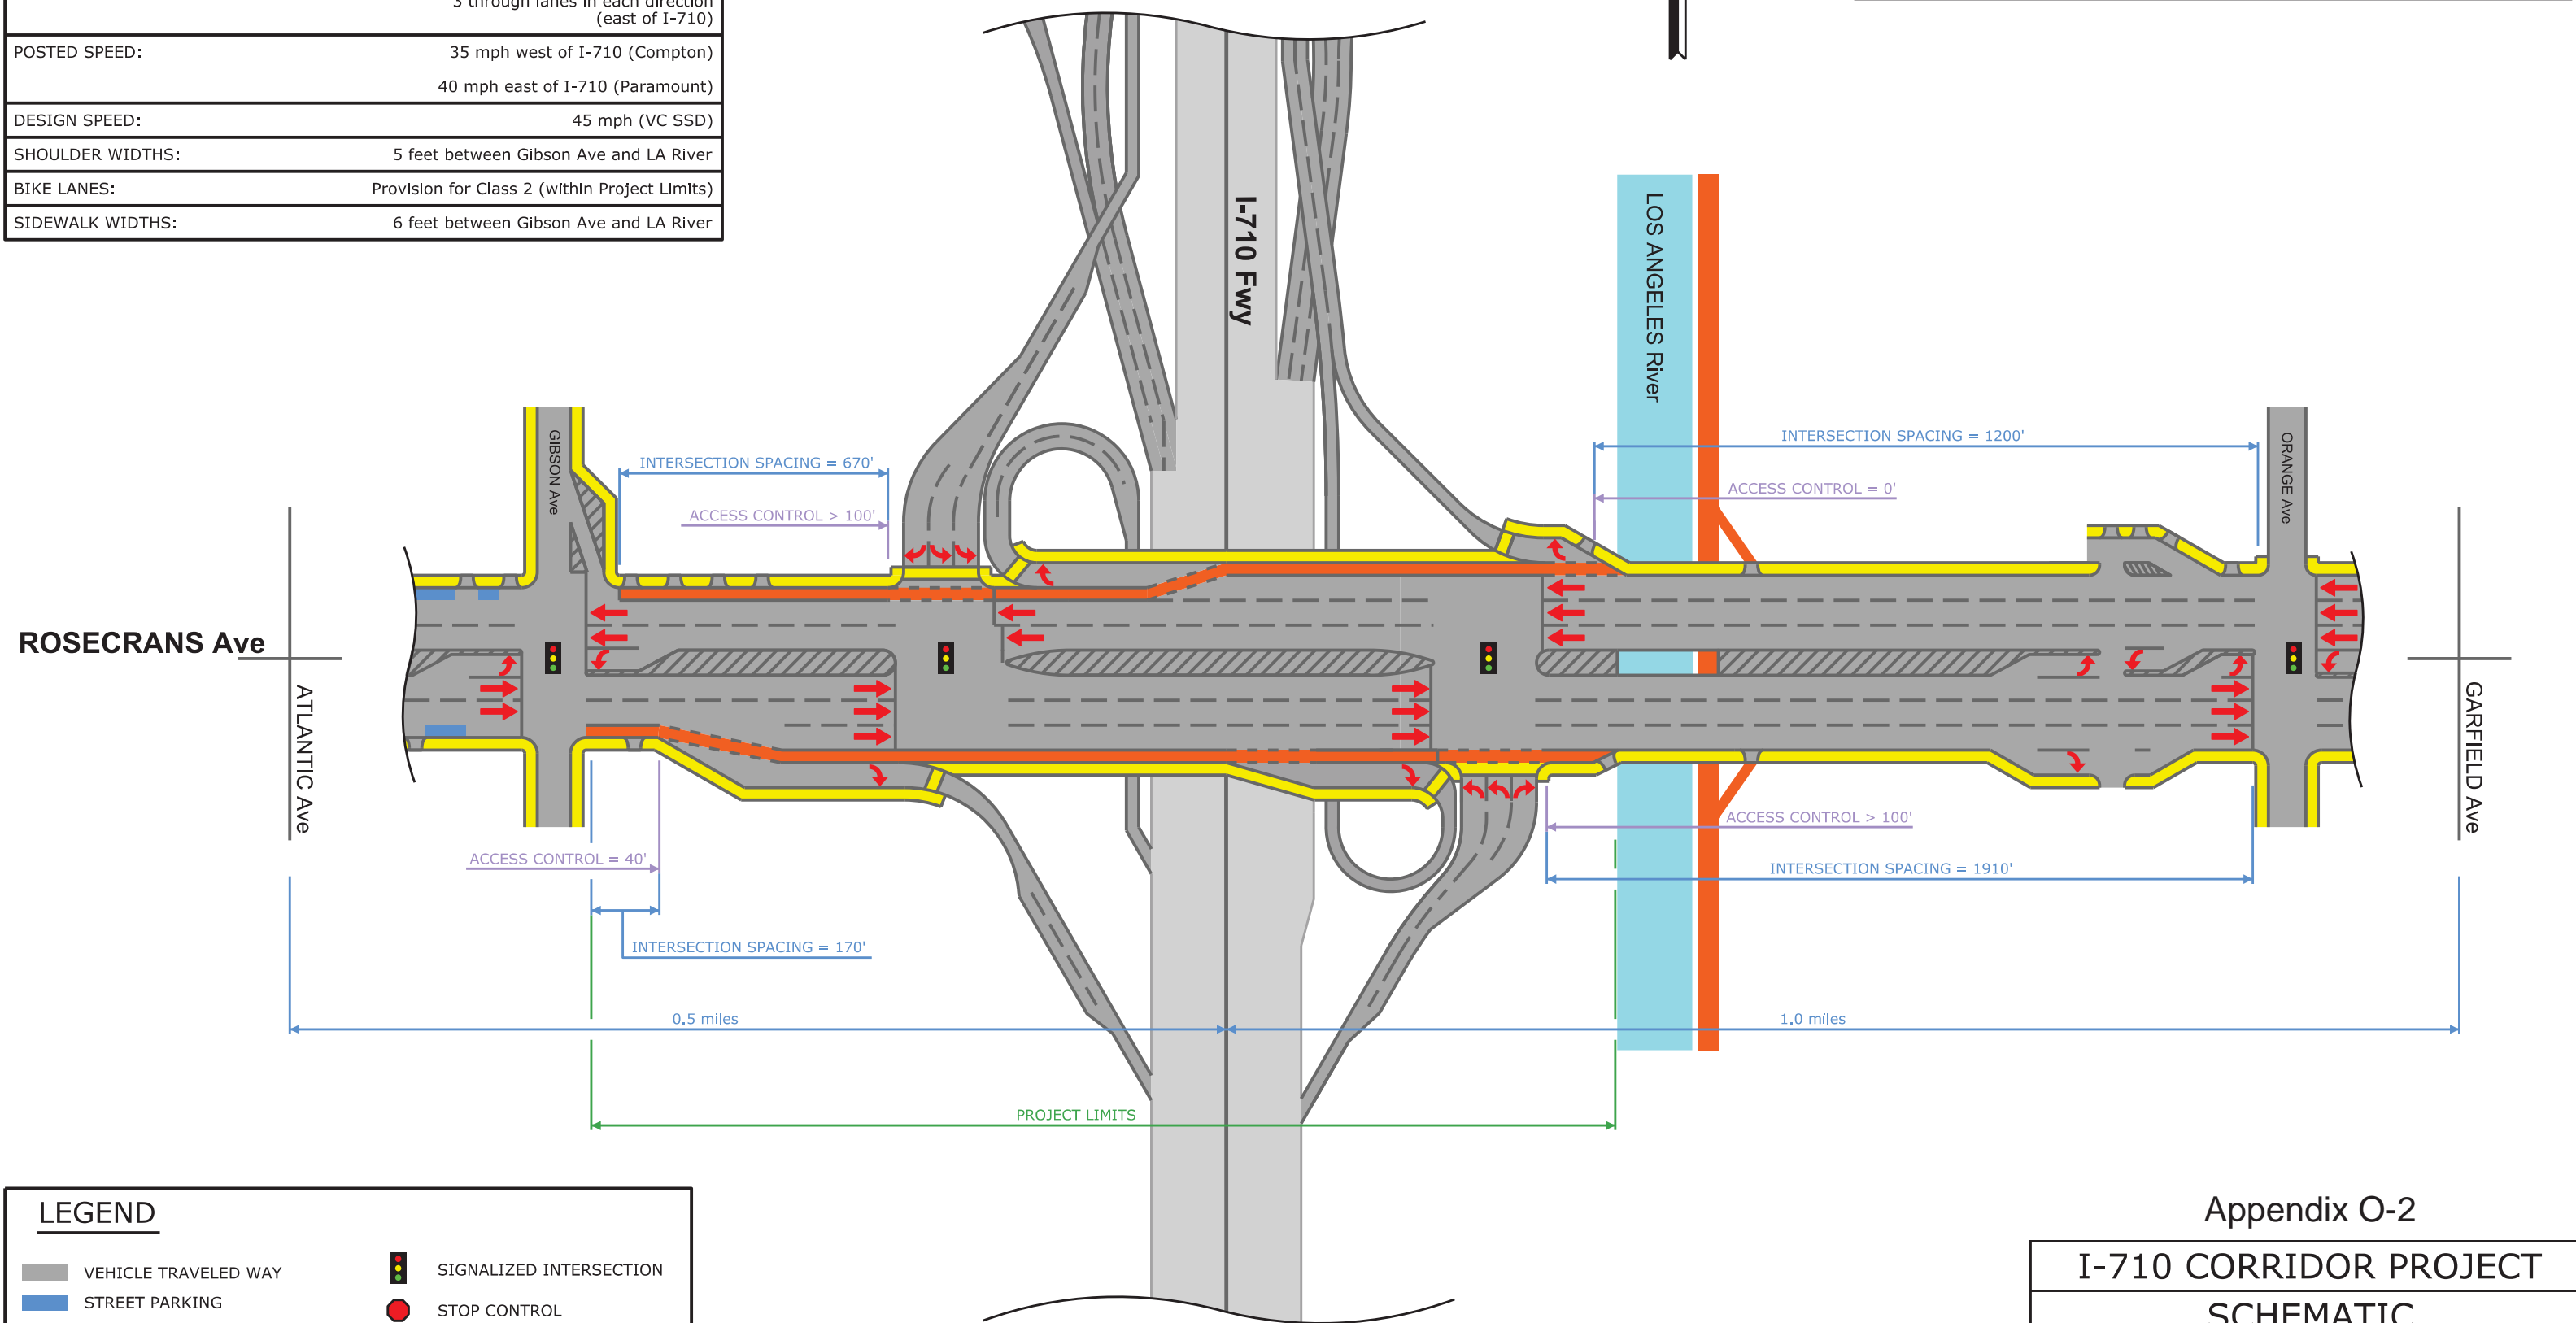 3 through lanes in each direction
(east of I-710)
POSTED SPEED: 35 mph west of I-710 (Compton)
40 mph east of I-710 (Paramount)
DESIGN SPEED: 45 mph (VC SSD)
SHOULDER WIDTHS: 5 feet between Gibson Ave and LA River
BIKE LANES: Provision for Class 2 (within Project Limits)
SIDEWALK WIDTHS: 6 feet between Gibson Ave and LA River
I-710 Fwy
LOS ANGELES River
GIBSON Ave
ORANGE Ave
INTERSECTION SPACING = 670'
ACCESS CONTROL > 100'
INTERSECTION SPACING = 1200'
ACCESS CONTROL = 0'
ROSECRANS Ave
ATLANTIC Ave
GARFIELD Ave
ACCESS CONTROL = 40'
INTERSECTION SPACING = 170'
ACCESS CONTROL > 100'
INTERSECTION SPACING = 1910'
0.5 miles
1.0 miles
PROJECT LIMITS
LEGEND
VEHICLE TRAVELED WAY
STREET PARKING
SIGNALIZED INTERSECTION
STOP CONTROL
Appendix O-2
I-710 CORRIDOR PROJECT
SCHEMATIC